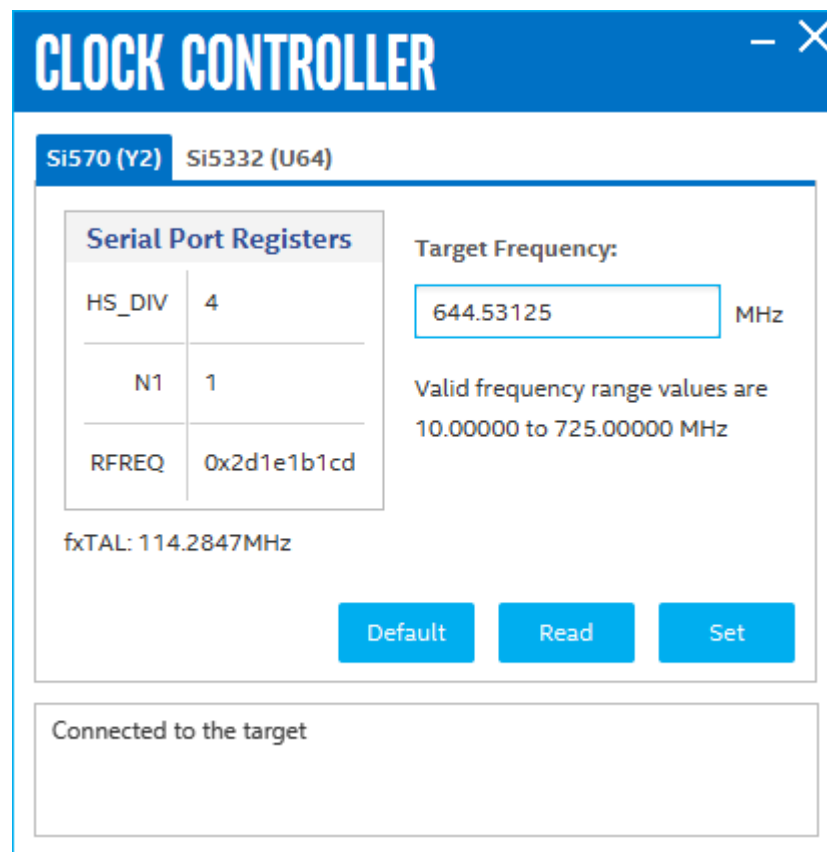 CLOCK CONTROLLER
Si570 (Y2) Si5332 (U64)
Serial Port Registers
HS_DIV 4
N1 1
RFREQ 0x2d1e1b1cd
fxTAL: 114.2847MHz
Target Frequency:
644.53125 MHz
Valid frequency range values are
10.00000 to 725.00000 MHz
Default Read Set
Connected to the target